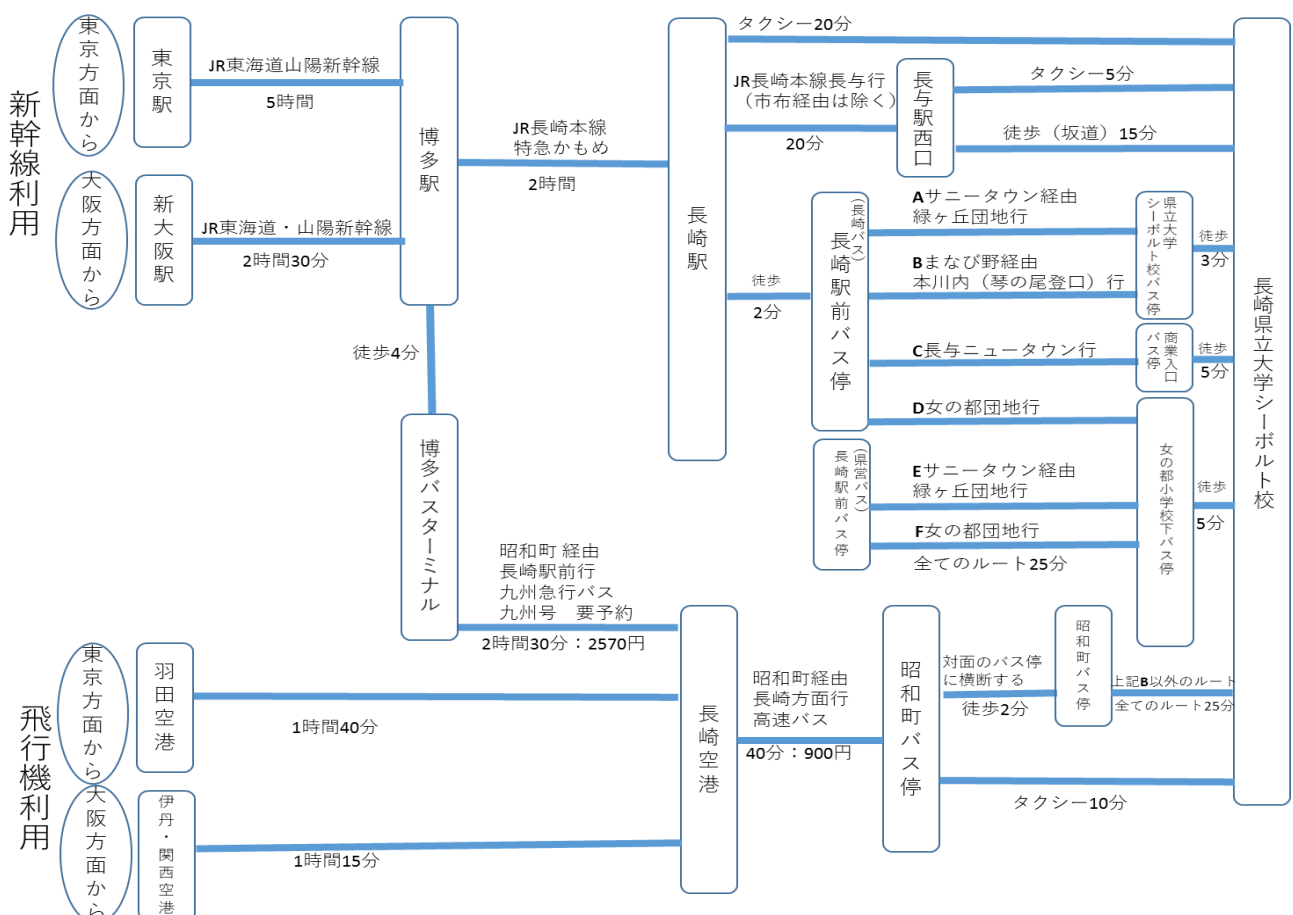 新幹線利用
東京方面から
東京駅
JR東海道山陽新幹線
5時間
大阪方面から
新大阪駅
JR東海道・山陽新幹線
2時間30分
博多駅
JR長崎本線
特急かもめ
2時間
徒歩4分
博多バスターミナル
昭和町 経由
長崎駅前行
九州急行バス
九州号　要予約
2時間30分：2570円
長崎駅
タクシー20分
JR長崎本線長与行
（市布経由は除く）
20分
長与駅西口
タクシー5分
徒歩（坂道）15分
徒歩
2分
(長崎バス)
長崎駅前バス停
Aサニータウン経由
緑ヶ丘団地行
Bまなび野経由
本川内（琴の尾登口）行
県立大学
シーボルト校バス停
徒歩
3分
C長与ニュータウン行
商業入口
バス停
徒歩
5分
D女の都団地行
(県営バス)
長崎駅前バス停
Eサニータウン経由
緑ヶ丘団地行
F女の都団地行
全てのルート25分
女の都小学校下バス停
徒歩
5分
長崎県立大学シーボルト校
飛行機利用
東京方面から
羽田空港
1時間40分
大阪方面から
伊丹・関西空港
1時間15分
長崎空港
昭和町経由
長崎方面行
高速バス
40分：900円
昭和町バス停
対面のバス停
に横断する
徒歩2分
昭和町バス停
上記B以外のルート
全てのルート25分
タクシー10分